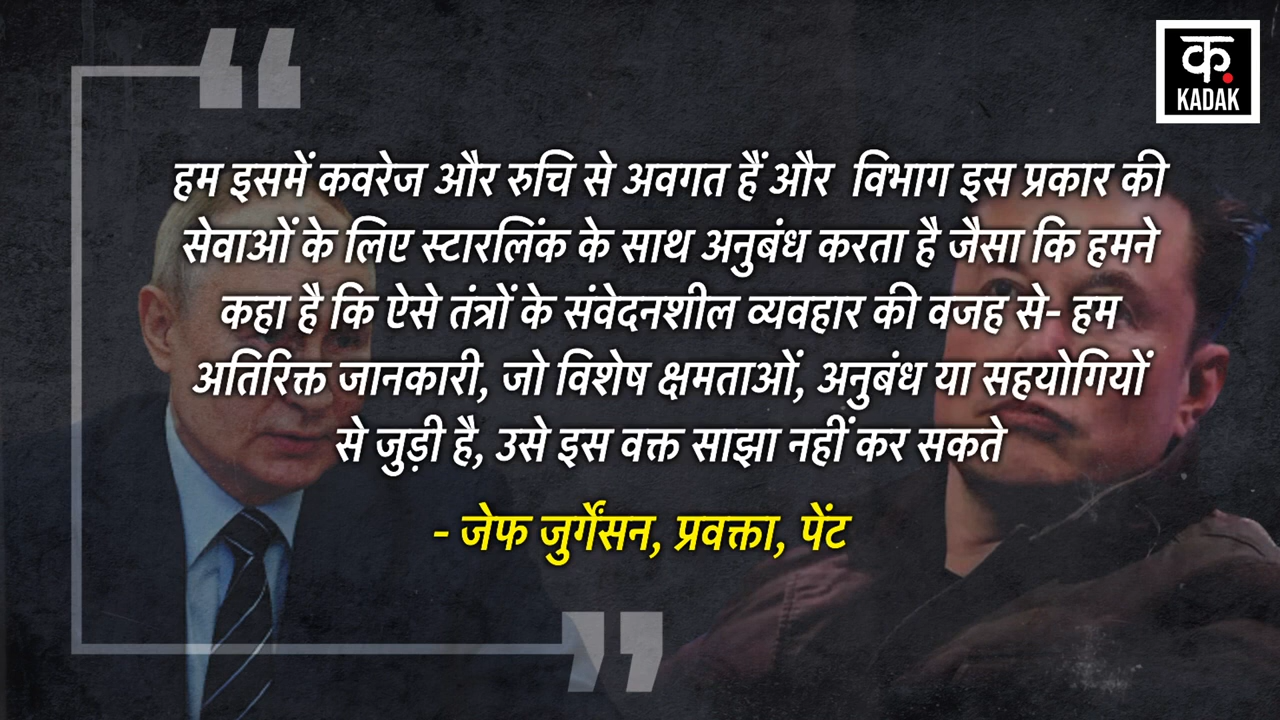 क.
KADAK
हम इसमें कवरेज और रुचि से अवगत हैं और विभाग इस प्रकार की
सेवाओं के लिए स्टारलिंक के साथ अनुबंध करता है जैसा कि हमने
कहा है कि ऐसे तंत्रों के संवेदनशील व्यवहार की वजह से- हम
अतिरिक्त जानकारी, जो विशेष क्षमताओं, अनुबंध या सहयोगियों
से जुड़ी है, उसे इस वक्त साझा नहीं कर सकते
- जेफ जुर्गेंसन, प्रवक्ता, पेंट